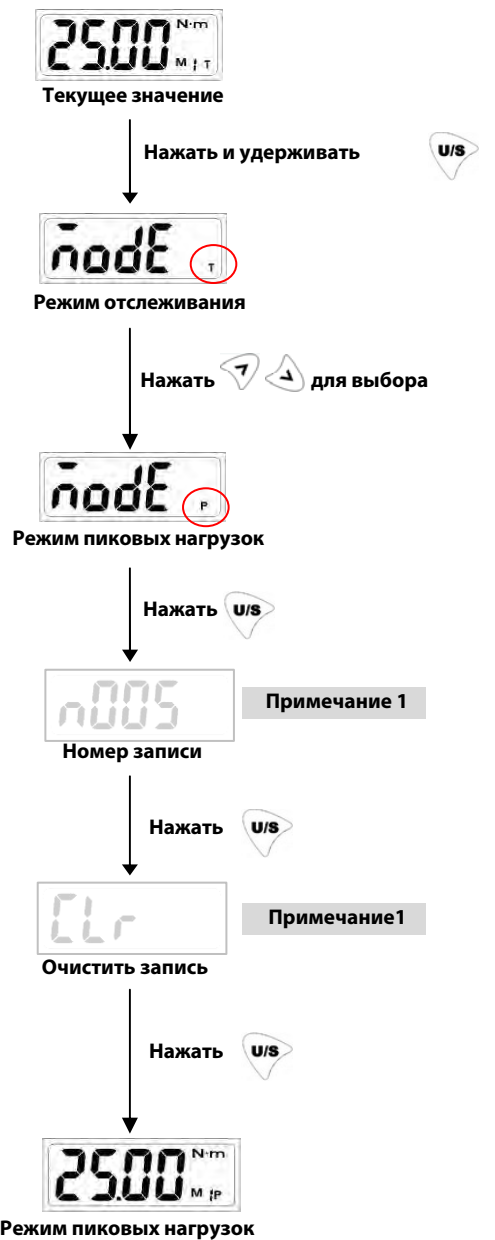 25.00 N·m
M T
Текущее значение
Нажать и удерживать U/S
modE T
Режим отслеживания
Нажать для выбора
modE P
Режим пиковых нагрузок
Нажать U/S
n005 Примечание 1
Номер записи
Нажать U/S
CLr Примечание1
Очистить запись
Нажать U/S
25.00 N·m
M P
Режим пиковых нагрузок